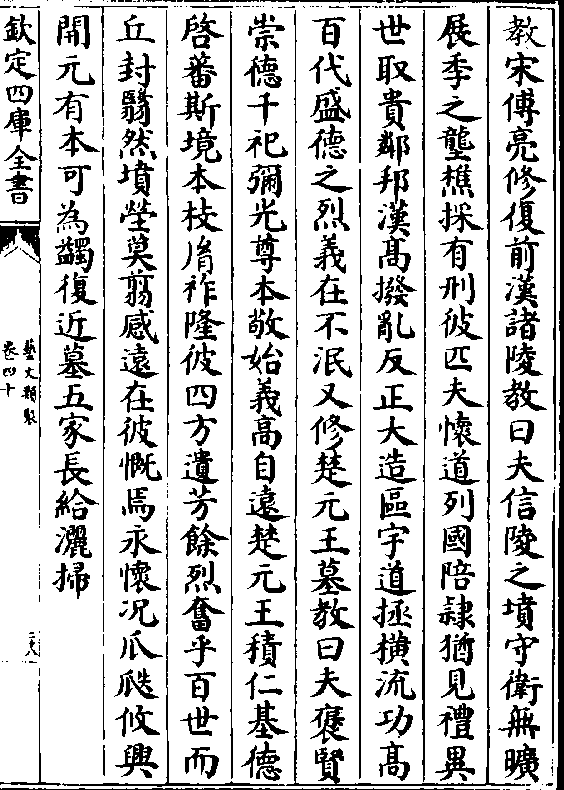 教宋傅亮修復前漢諸陵教曰夫信陵之墳守衛無曠
展季之壟樵採有刑彼匹夫懷道列國陪隷猶見禮異
世取貴鄰邦漢高撥亂反正大造區宇道拯横流功高
百代盛德之烈義在不泯又修楚元王墓教曰夫褒賢
崇德千祀彌光尊本敬始義高自遠楚元王積仁基德
啓蕃斯境本枝胤祚隆彼四方遺芳餘烈奮乎百世而
丘封翳然墳塋莫翦感遠在彼慨焉永懷况瓜瓞攸興
開元有本可為蠲復近墓五家長給灑掃
欽定四庫全書
藝文類聚
卷四十